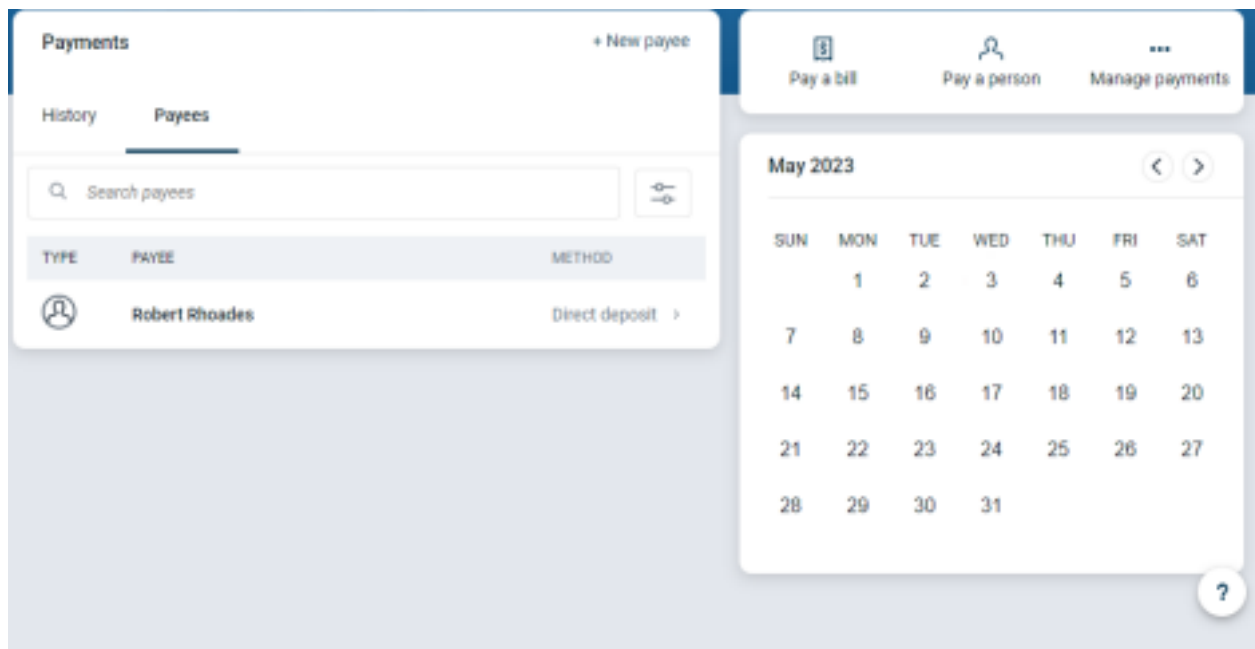 Payments + New payee
History Payees
Search payees
TYPE PAYEE METHOD
Robert Rhoades Direct deposit
Pay a bill Pay a person Manage payments
May 2023
SUN MON TUE WED THU FRI SAT
1 2 3 4 5 6
7 8 9 10 11 12 13
14 15 16 17 18 19 20
21 22 23 24 25 26 27
28 29 30 31
?